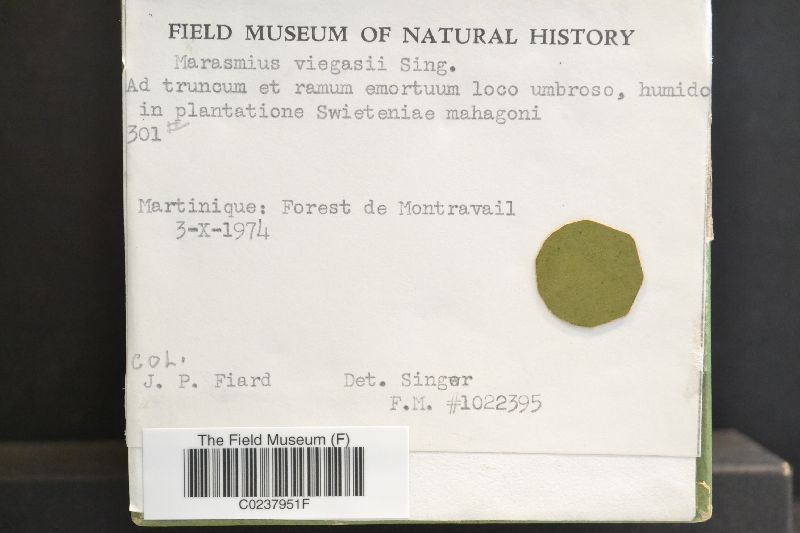 FIELD MUSEUM OF NATURAL HISTORY
Marasmius viegasii Sing.
Ad truncum et ramum emortuum loco umbroso, humido
in plantatione Swieteniae mahagoni
301 #
Martinique: Forest de Montravail
3-X-1974
COL.
J. P. Fiard Det. Singer
F.M. #1022395
The Field Museum (F)
C0237951F